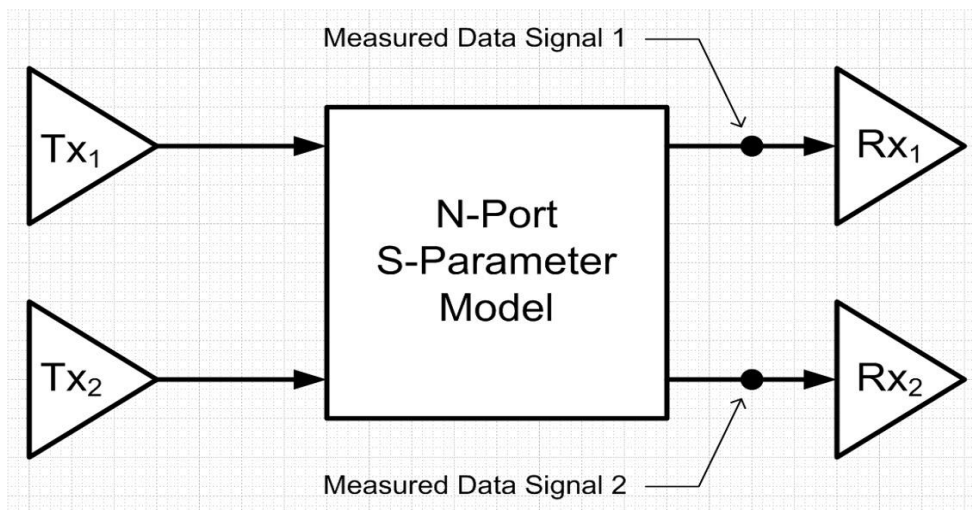 Measured Data Signal 1
Tx₁
Rx₁
N-Port
S-Parameter
Model
Tx₂
Rx₂
Measured Data Signal 2